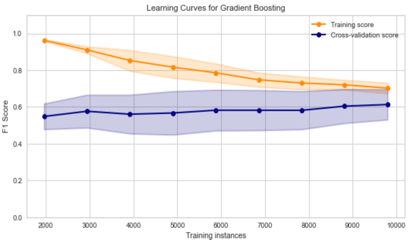 Learning Curves for Gradient Boosting
Training score
Cross-validation score
1.0
0.8
0.6
0.4
0.2
0.0
F1 Score
2000 3000 4000 5000 6000 7000 8000 9000 10000
Training instances